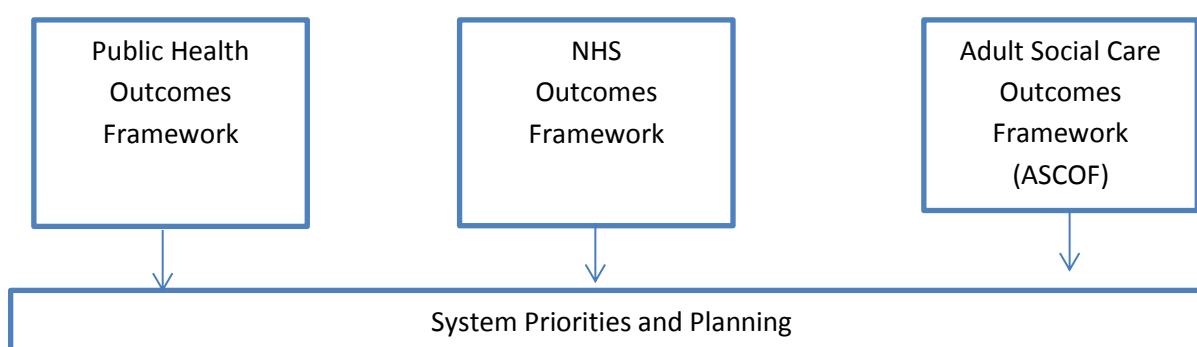 Public Health
Outcomes
Framework
NHS
Outcomes
Framework
Adult Social Care
Outcomes
Framework
(ASCOF)
System Priorities and Planning